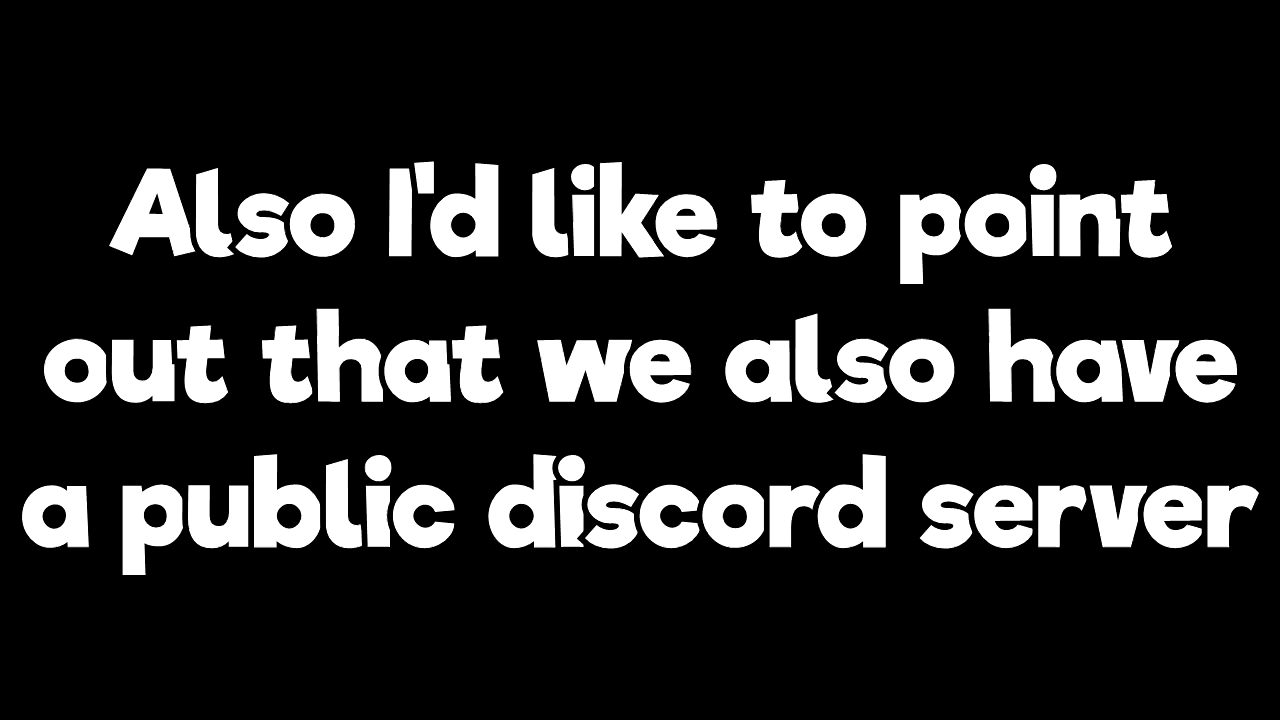 Also I'd like to point
out that we also have
a public discord server